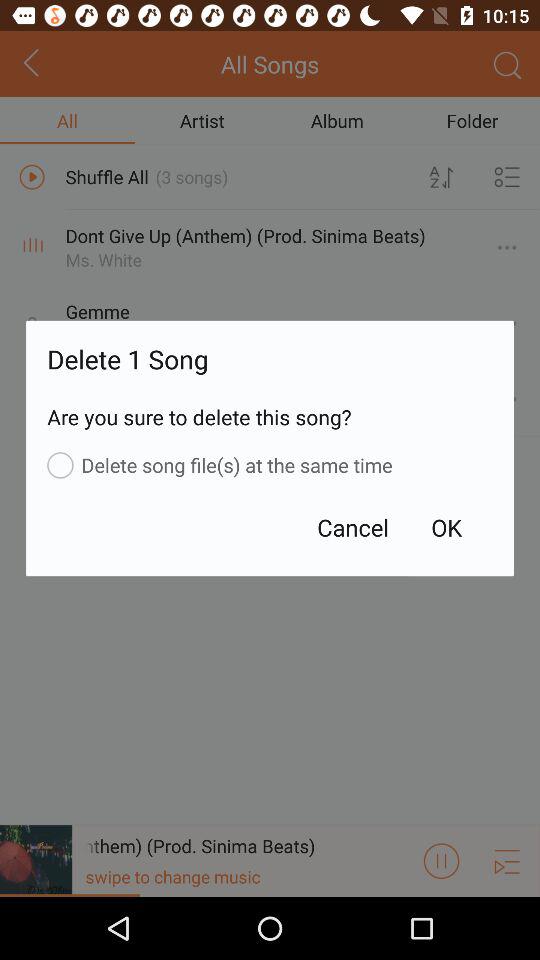 10:15
All Songs
All Artist Album Folder
Shuffle All (3 songs)
Dont Give Up (Anthem) (Prod. Sinima Beats)
Ms. White
Gemme
Delete 1 Song
Are you sure to delete this song?
Delete song file(s) at the same time
Cancel OK
nthem) (Prod. Sinima Beats)
swipe to change music